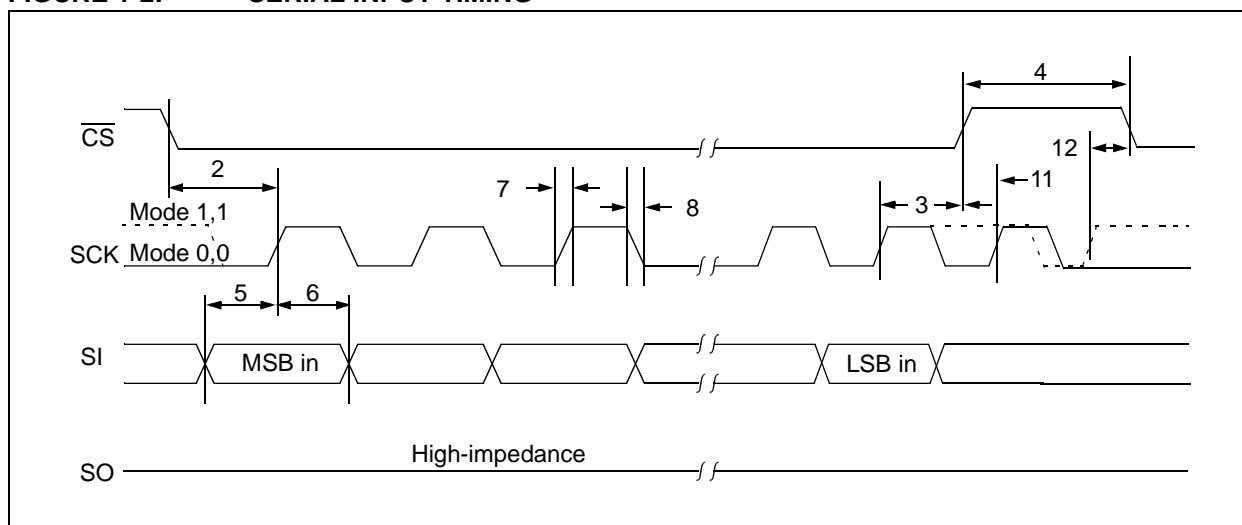 FIGURE 1-2: SERIAL INPUT TIMING
4
CS
12
2
7
8
3
11
Mode 1,1
SCK Mode 0,0
5
6
SI
MSB in
LSB in
High-impedance
SO